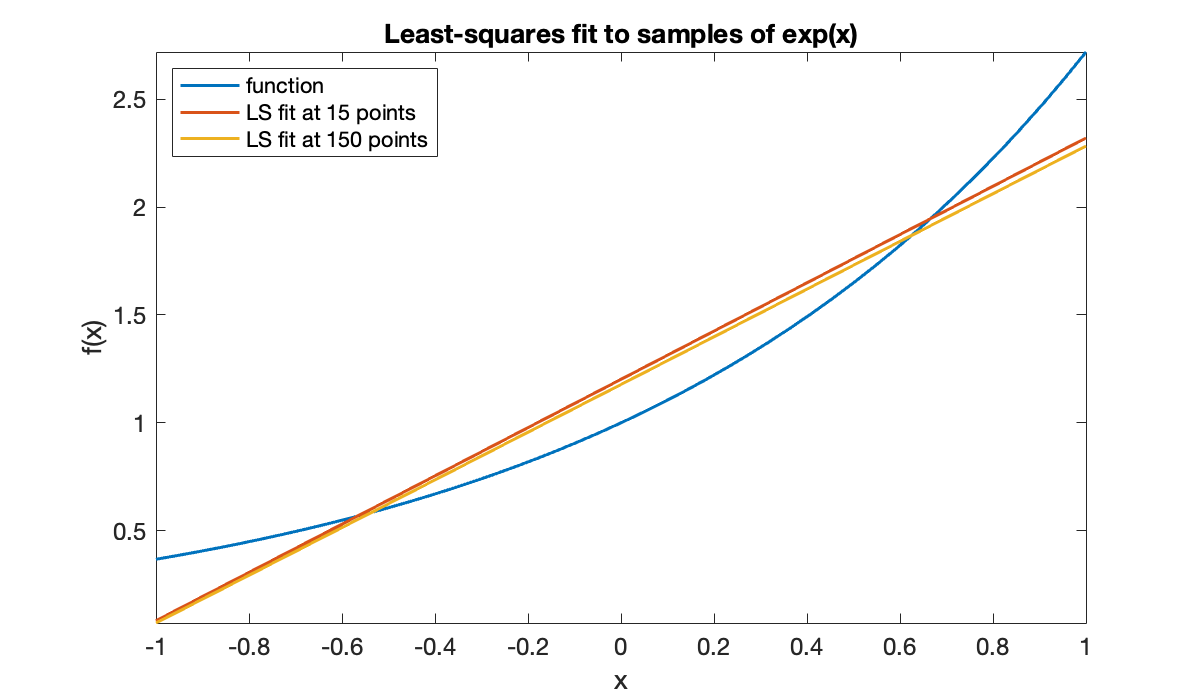 Least-squares fit to samples of exp(x)
function
LS fit at 15 points
LS fit at 150 points
2.5
2
1.5
1
0.5
f(x)
-1 -0.8 -0.6 -0.4 -0.2 0 0.2 0.4 0.6 0.8 1
x